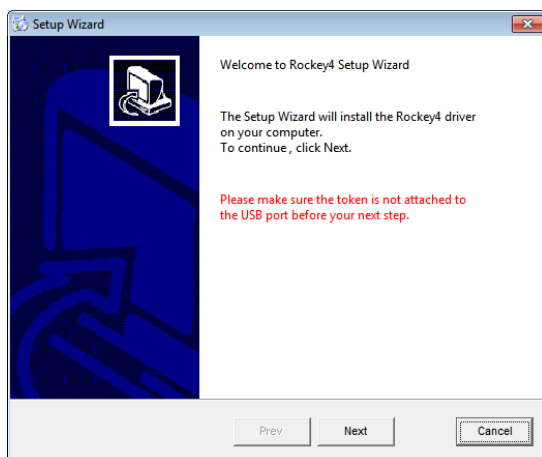 Setup Wizard
Welcome to Rockey4 Setup Wizard
The Setup Wizard will install the Rockey4 driver
on your computer.
To continue , click Next.
Please make sure the token is not attached to
the USB port before your next step.
Prev
Next
Cancel